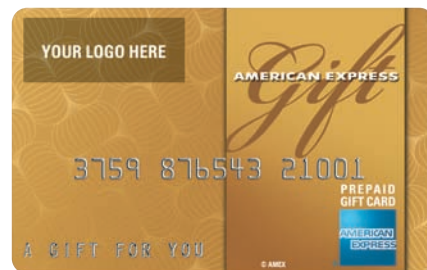 YOUR LOGO HERE
Gift
AMERICAN EXPRESS
3759 876543 21001
PREPAID
GIFT CARD
AMERICAN
EXPRESS
A GIFT FOR YOU
© AMEX